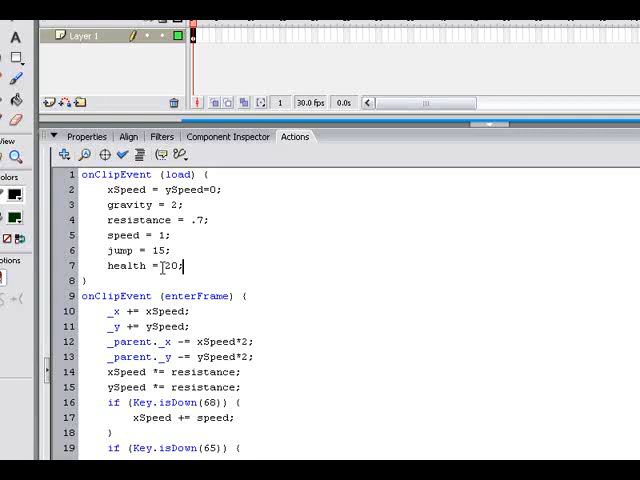 Layer 1
1 30.0 fps 0.0s
View
Colors
Properties Align Filters Component Inspector Actions
1 onClipEvent (load) {
2 xSpeed = ySpeed=0;
3 gravity = 2;
4 resistance = .7;
5 speed = 1;
6 jump = 15;
7 health = 20;
8 }
9 onClipEvent (enterFrame) {
10 _x += xSpeed;
11 _y += ySpeed;
12 _parent._x -= xSpeed*2;
13 _parent._y -= ySpeed*2;
14 xSpeed *= resistance;
15 ySpeed *= resistance;
16 if (Key.isDown(68)) {
17 xSpeed += speed;
18 }
19 if (Key.isDown(65)) {